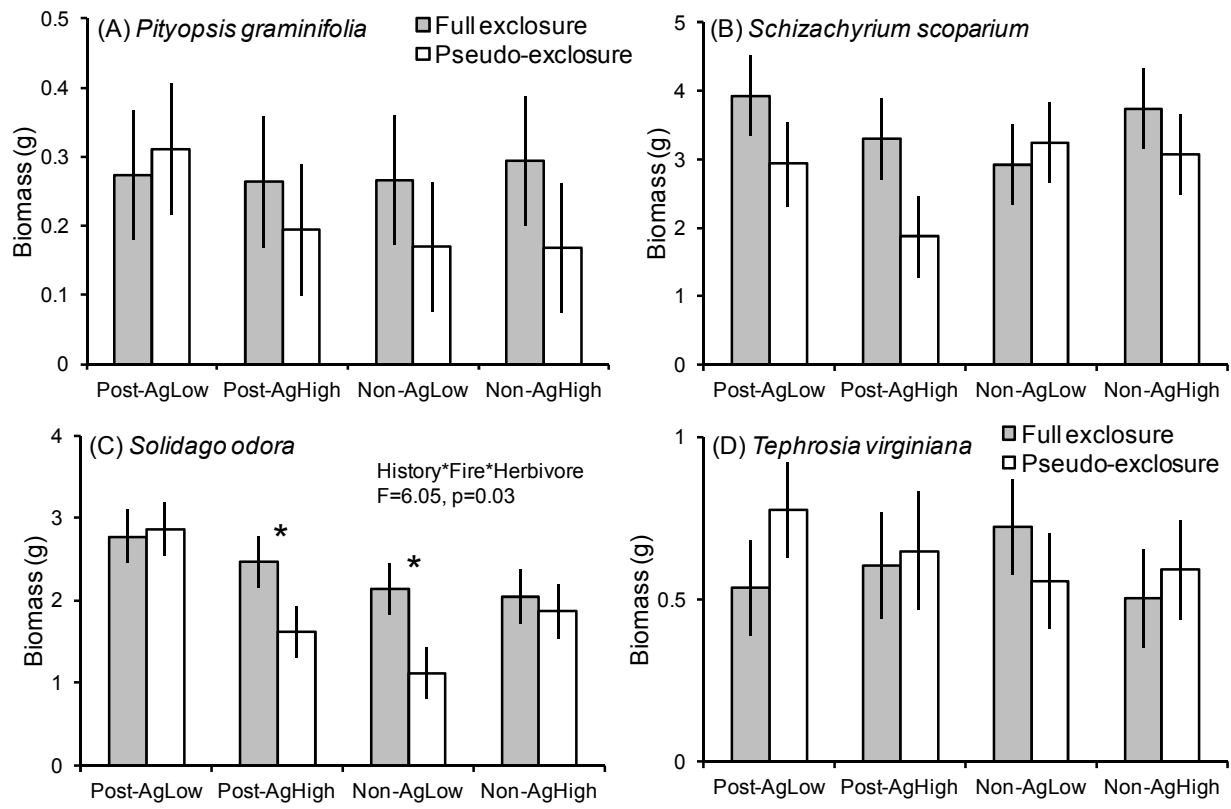 (A) Pityopsis graminifolia
Full exclosure
Pseudo-exclosure
Biomass (g)
0.5
0.4
0.3
0.2
0.1
0
Post-AgLow Post-AgHigh Non-AgLow Non-AgHigh
(B) Schizachyrium scoparium
Biomass (g)
5
4
3
2
1
0
Post-AgLow Post-AgHigh Non-AgLow Non-AgHigh
(C) Solidago odora
History*Fire*Herbivore
F=6.05, p=0.03
* *
Biomass (g)
4
3
2
1
0
Post-AgLow Post-AgHigh Non-AgLow Non-AgHigh
(D) Tephrosia virginiana
Full exclosure
Pseudo-exclosure
Biomass (g)
1
0.5
0
Post-AgLow Post-AgHigh Non-AgLow Non-AgHigh